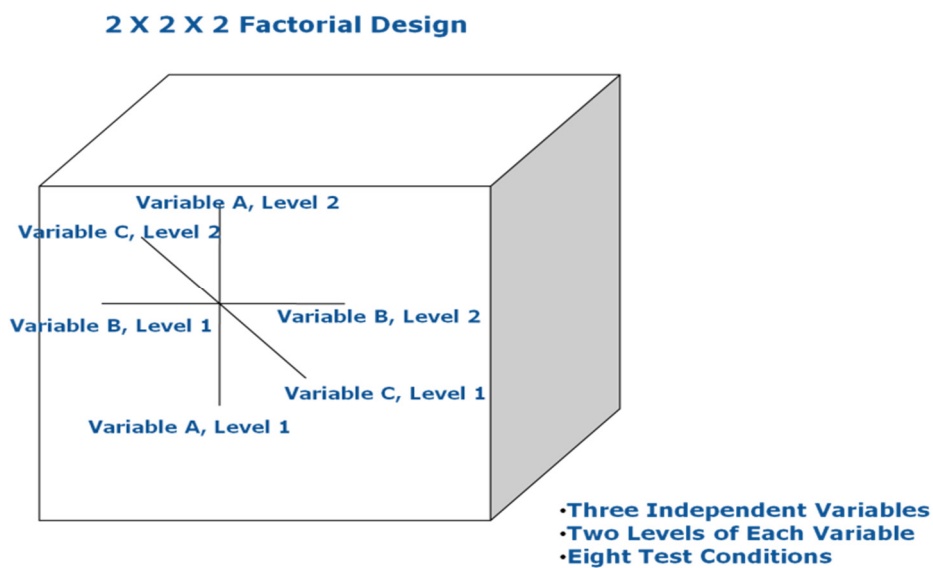 2 X 2 X 2 Factorial Design
Variable A, Level 2
Variable C, Level 2
Variable B, Level 2
Variable B, Level 1
Variable C, Level 1
Variable A, Level 1
•Three Independent Variables
•Two Levels of Each Variable
•Eight Test Conditions